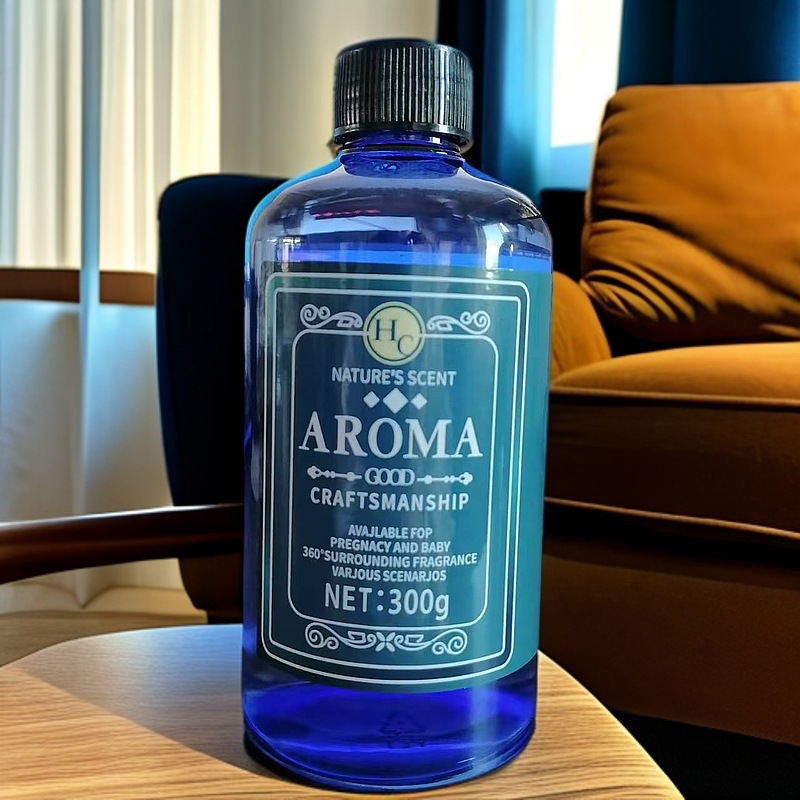 HC
NATURE'S SCENT
AROMA
GOOD
CRAFTSMANSHIP
AVAJLABLE FOP
PREGNACY AND BABY
360°SURROUNDING FRAGRANCE
VARJOUS SCENARJOS
NET:300g